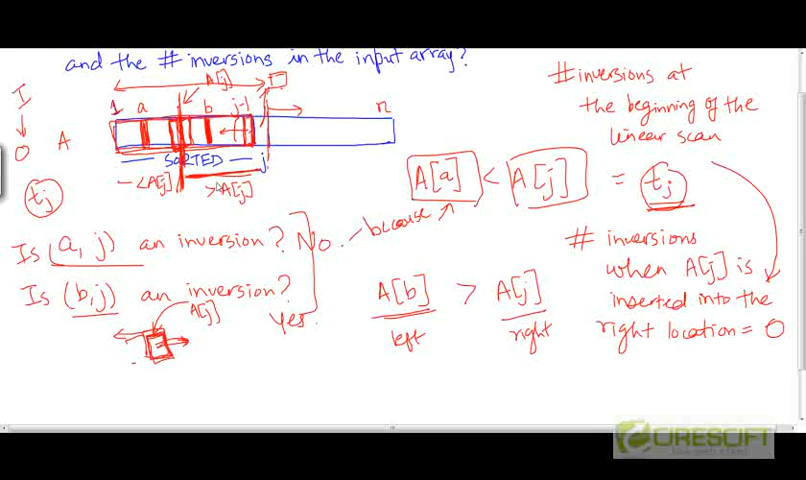 and the # inversions in the input array?
A[j]
I
↓
0
1 a b j-1 n
A
SORTED j
- <A[j] >A[j]
tj
#inversions at
the beginning of the
linear scan
A[a] < A[j] = tj
Is (a, j) an inversion? No. because
Is (b,j) an inversion?
Yes.
A[j]
A[b] > A[j]
left right
# inversions
when A[j] is
inserted into the
right location = 0
CIRESOFT